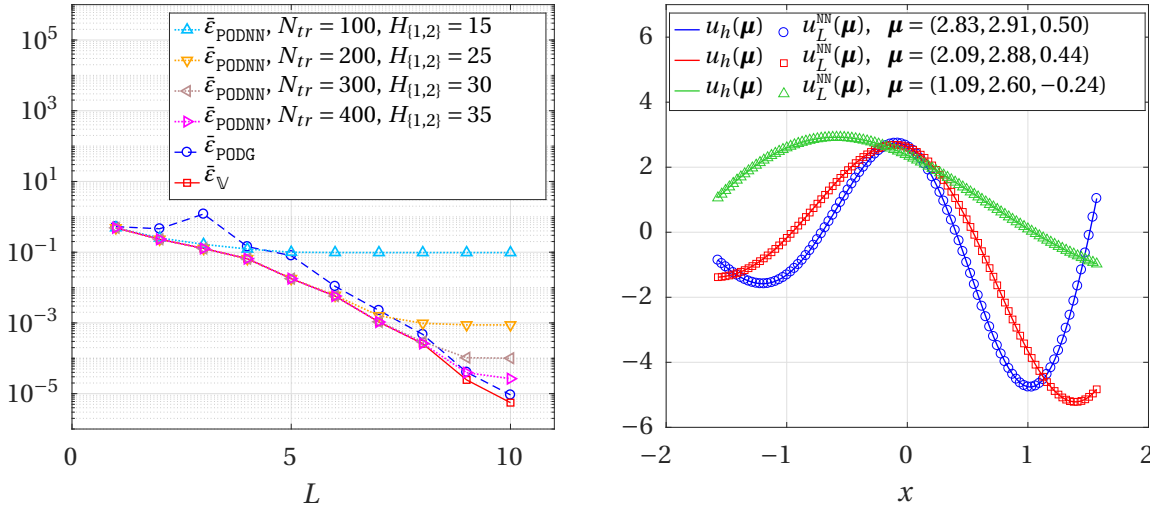 10^5
10^3
10^1
10^{-1}
10^{-3}
10^{-5}
0
5
10
L
ε̄_PODNN, N_tr = 100, H_{1,2} = 15
ε̄_PODNN, N_tr = 200, H_{1,2} = 25
ε̄_PODNN, N_tr = 300, H_{1,2} = 30
ε̄_PODNN, N_tr = 400, H_{1,2} = 35
ε̄_PODG
ε̄_𝕍
6
4
2
0
−2
−4
−6
−2
−1
0
1
2
x
u_h(μ) u_L^NN(μ), μ = (2.83, 2.91, 0.50)
u_h(μ) u_L^NN(μ), μ = (2.09, 2.88, 0.44)
u_h(μ) u_L^NN(μ), μ = (1.09, 2.60, −0.24)